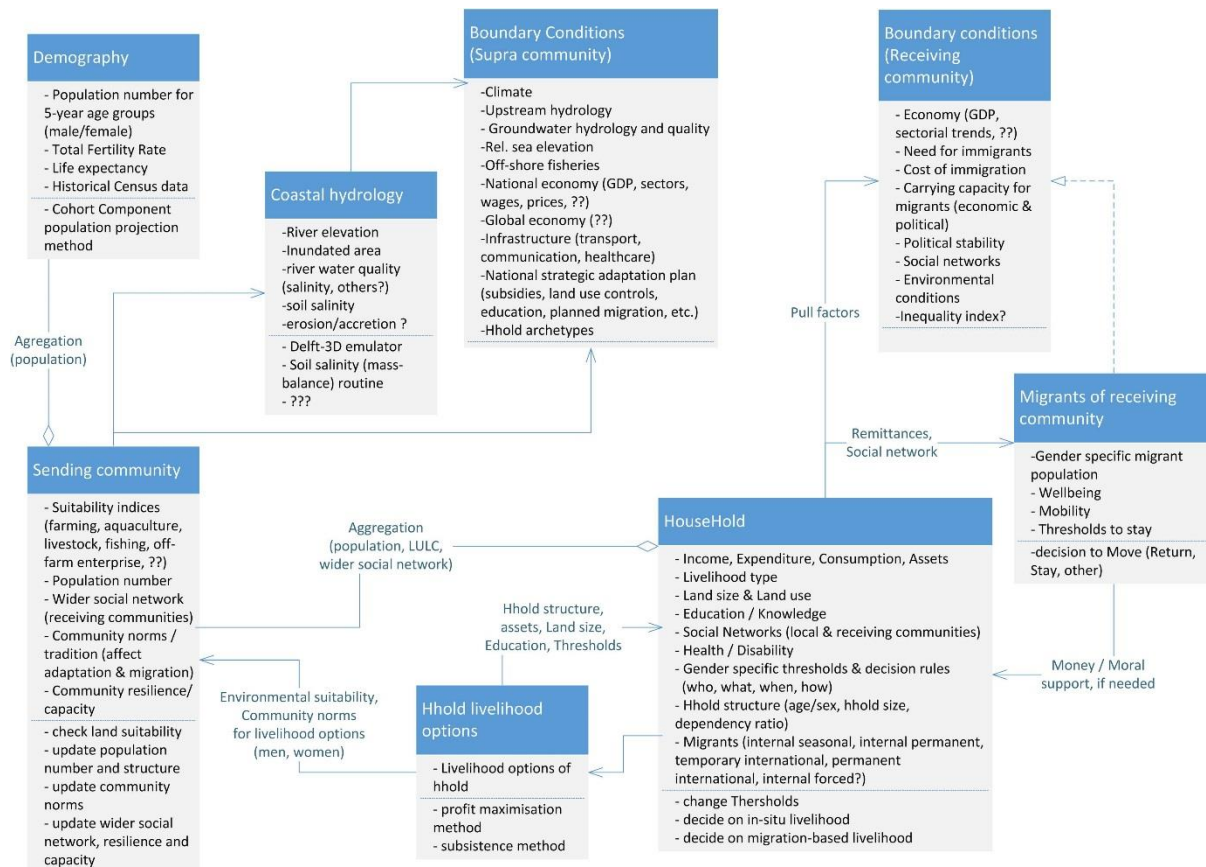 Demography
- Population number for
5-year age groups
(male/female)
- Total Fertility Rate
- Life expectancy
- Historical Census data
- Cohort Component
population projection
method
Agregation
(population)
Coastal hydrology
-River elevation
-Inundated area
-river water quality
(salinity, others?)
-soil salinity
-erosion/accretion ?
- Delft-3D emulator
- Soil salinity (mass-
balance) routine
- ???
Boundary Conditions
(Supra community)
-Climate
-Upstream hydrology
- Groundwater hydrology and quality
-Rel. sea elevation
-Off-shore fisheries
-National economy (GDP, sectors,
wages, prices, ??)
-Global economy (??)
-Infrastructure (transport,
communication, healthcare)
-National strategic adaptation plan
(subsidies, land use controls,
education, planned migration, etc.)
-Hhold archetypes
Boundary conditions
(Receiving
community)
- Economy (GDP,
sectorial trends, ??)
- Need for immigrants
- Cost of immigration
- Carrying capacity for
migrants (economic &
political)
- Political stability
- Social networks
- Environmental
conditions
-Inequality index?
Pull factors
Migrants of receiving
community
-Gender specific migrant
population
- Wellbeing
- Mobility
- Thresholds to stay
-decision to Move (Return,
Stay, other)
Remittances,
Social network
Sending community
- Suitability indices
(farming, aquaculture,
livestock, fishing, off-
farm enterprise, ??)
- Population number
- Wider social network
(receiving communities)
- Community norms /
tradition (affect
adaptation & migration)
- Community resilience/
capacity
- check land suitability
- update population
number and structure
- update community
norms
- update wider social
network, resilience and
capacity
Aggregation
(population, LULC,
wider social network)
Hhold structure,
assets, Land size,
Education, Thresholds
Environmental suitability,
Community norms
for livelihood options
(men, women)
Hhold livelihood
options
- Livelihood options of
hhold
- profit maximisation
method
- subsistence method
HouseHold
- Income, Expenditure, Consumption, Assets
- Livelihood type
- Land size & Land use
- Education / Knowledge
- Social Networks (local & receiving communities)
- Health / Disability
- Gender specific thresholds & decision rules
(who, what, when, how)
- Hhold structure (age/sex, hhold size,
dependency ratio)
- Migrants (internal seasonal, internal permanent,
temporary international, permanent
international, internal forced?)
- change Thersholds
- decide on in-situ livelihood
- decide on migration-based livelihood
Money / Moral
support, if needed